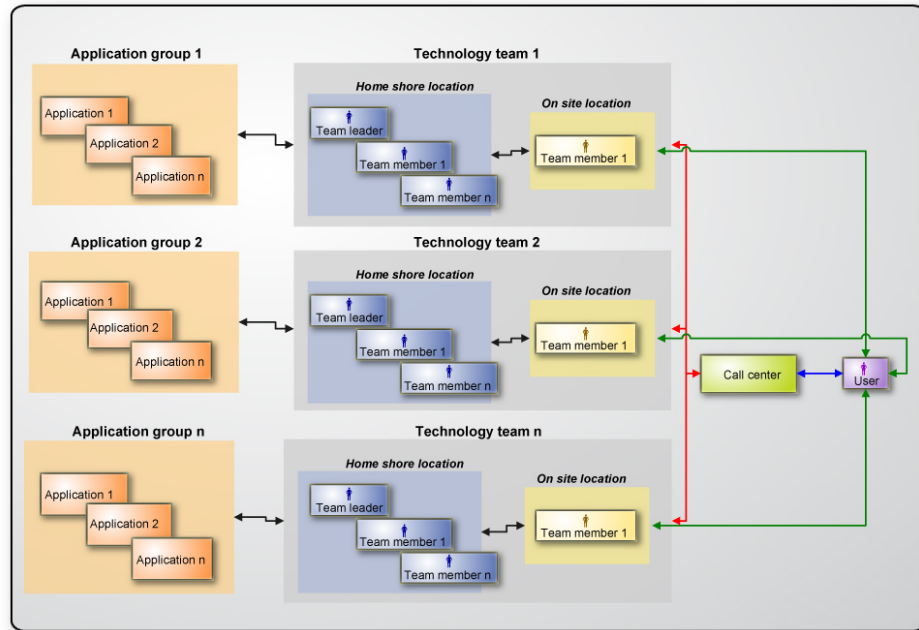 Application group 1
Technology team 1
Home shore location
On site location
Application 1
Application 2
Application n
Team leader
Team member 1
Team member n
Team member 1
Application group 2
Technology team 2
Home shore location
On site location
Application 1
Application 2
Application n
Team leader
Team member 1
Team member n
Team member 1
Call center
User
Application group n
Technology team n
Home shore location
On site location
Application 1
Application 2
Application n
Team leader
Team member 1
Team member n
Team member 1